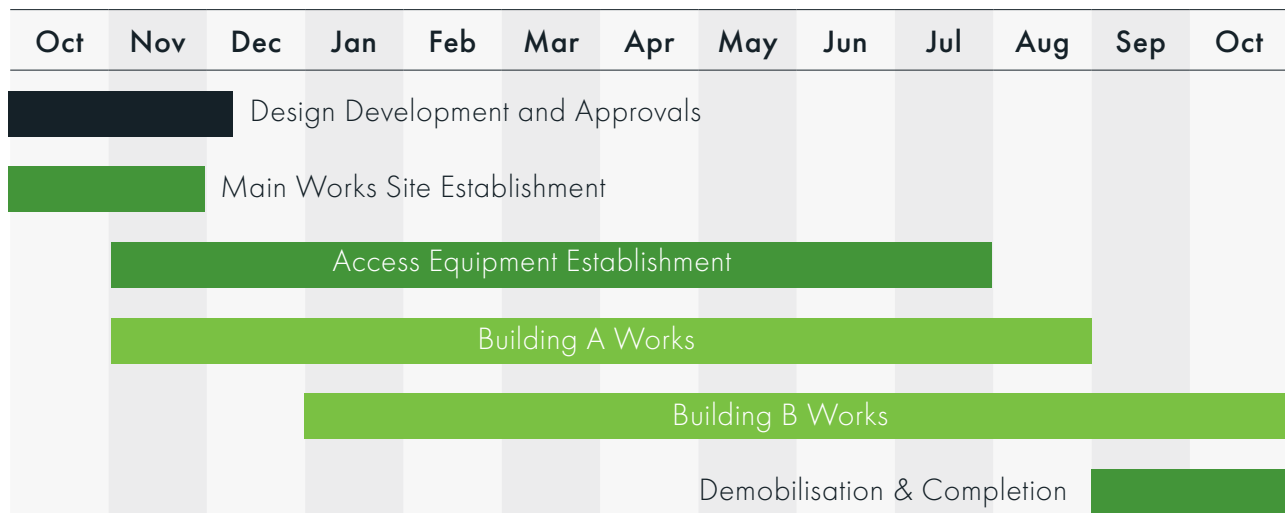 Oct Nov Dec Jan Feb Mar Apr May Jun Jul Aug Sep Oct
Design Development and Approvals
Main Works Site Establishment
Access Equipment Establishment
Building A Works
Building B Works
Demobilisation & Completion